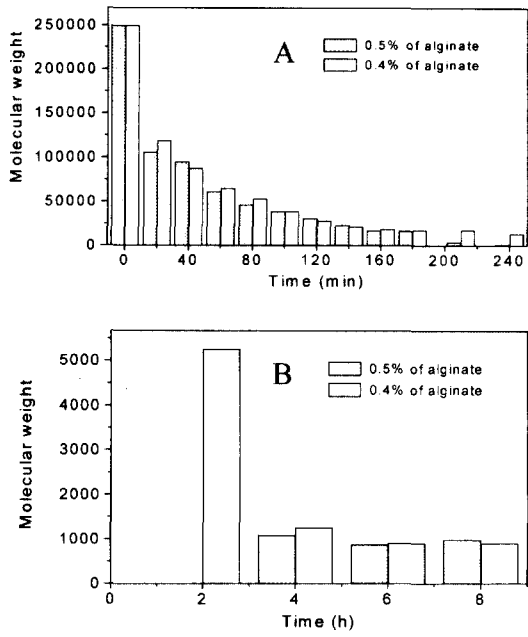 A
0.5% of alginate
0.4% of alginate
Molecular weight
250000
200000
150000
100000
50000
0
0 40 80 120 160 200 240
Time (min)
B
0.5% of alginate
0.4% of alginate
Molecular weight
5000
4000
3000
2000
1000
0
0 2 4 6 8
Time (h)